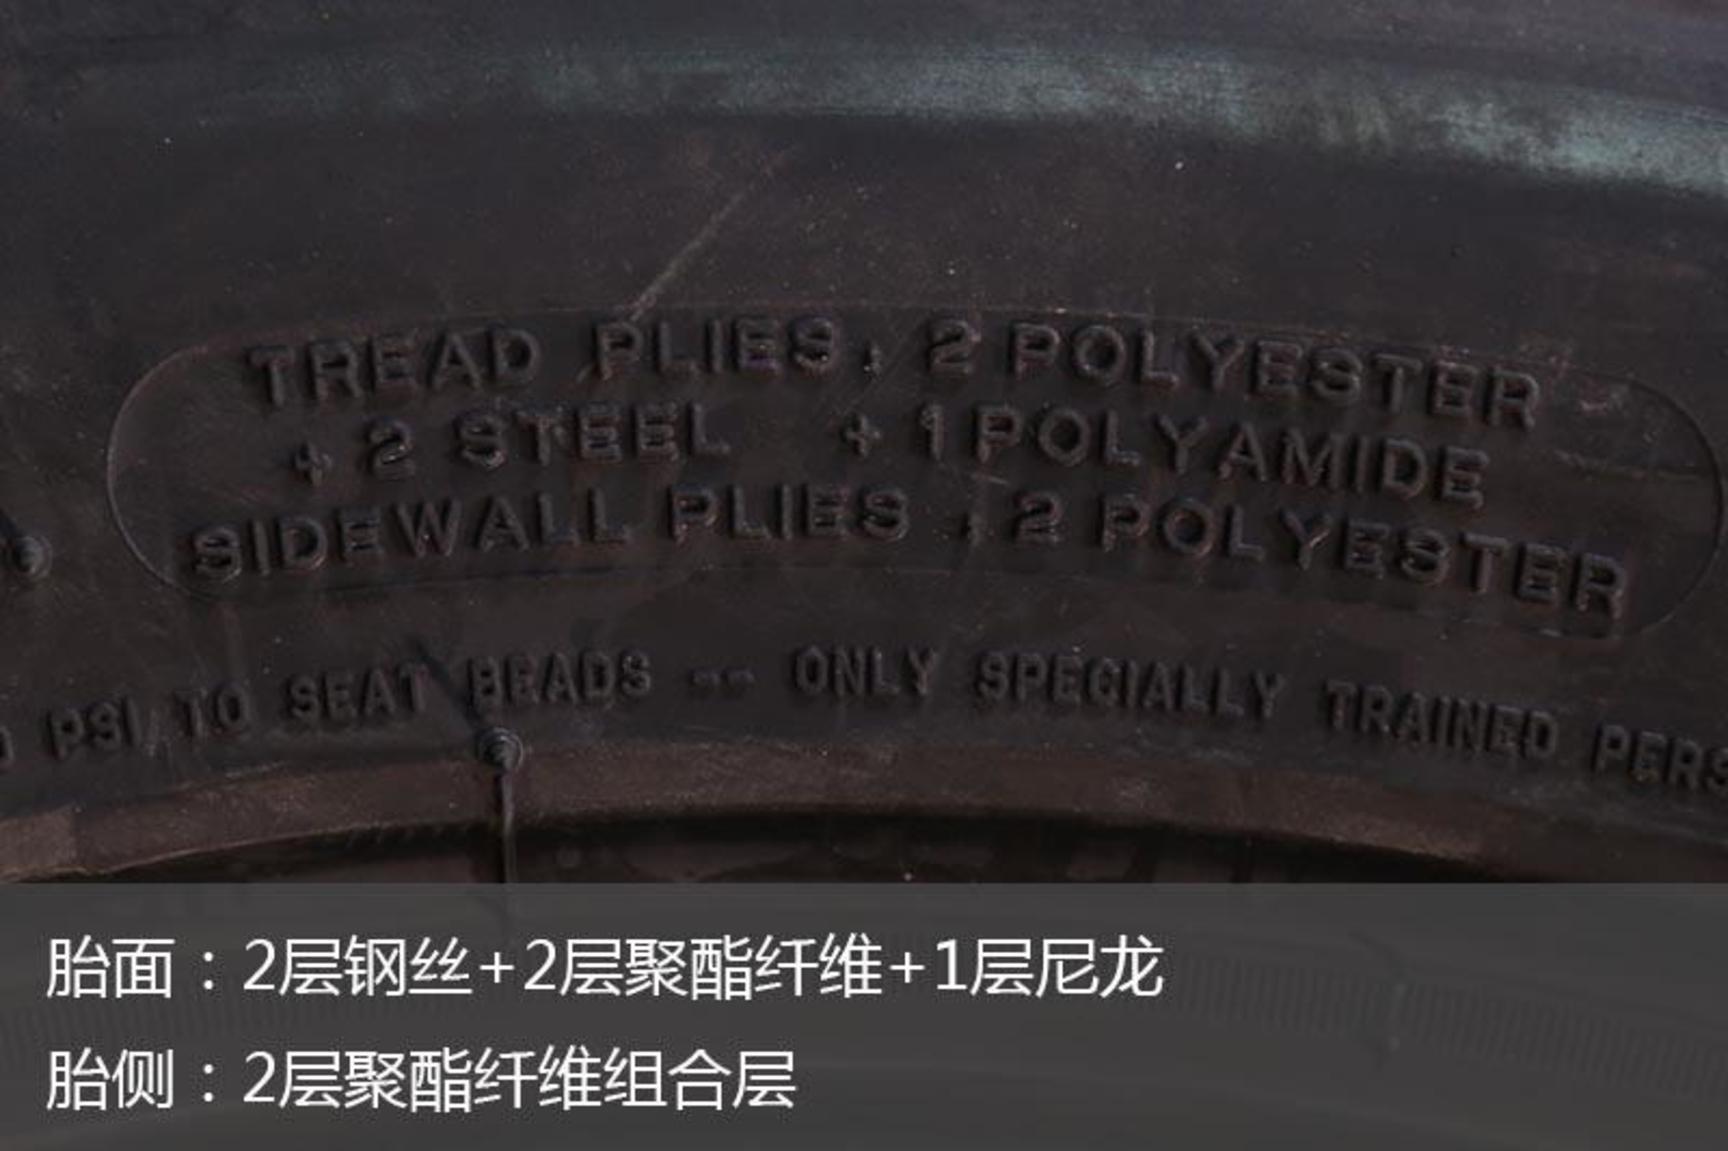 TREAD PLIES: 2 POLYESTER
+ 2 STEEL + 1 POLYAMIDE
SIDEWALL PLIES : 2 POLYESTER
PSI TO SEAT BEADS -- ONLY SPECIALLY TRAINED PERS
胎面：2层钢丝+2层聚酯纤维+1层尼龙
胎侧：2层聚酯纤维组合层